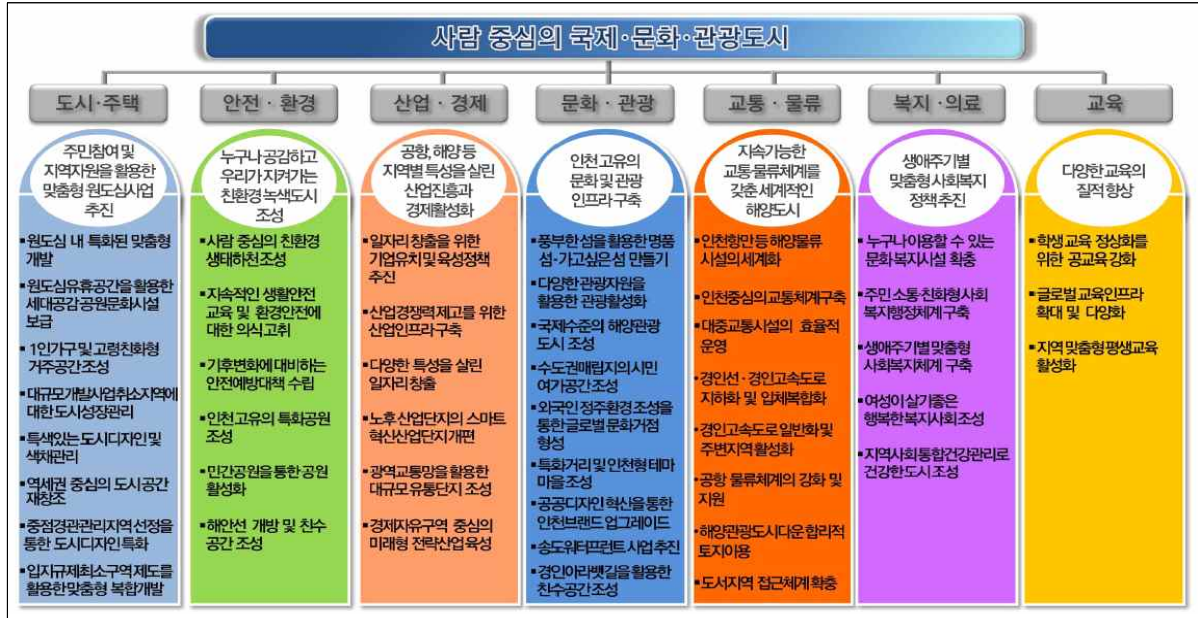 사람 중심의 국제·문화·관광도시
도시·주택
주민참여 및
지역자원을 활용한
맞춤형 원도심사업
추진
▪원도심 내 특화된 맞춤형
개발
▪원도심유휴공간을 활용한
세대공감 공원문화시설
보급
▪1인가구 및 고령친화형
거주공간 조성
▪대규모개발사업취소지역에
대한 도시성장관리
▪특색있는 도시디자인 및
색채관리
▪역세권 중심의 도시 공간
재창조
▪중점경관관리지역 선정을
통한 도시디자인 특화
▪입지규제최소구역 제도를
활용한 맞춤형 복합개발
안전·환경
누구나 공감하고
우리가 지켜가는
친환경 녹색도시
조성
▪사람 중심의 친환경
생태하천 조성
▪지속적인 생활안전
교육 및 환경안전에
대한 의식 고취
▪기후변화에 대비하는
안전예방대책 수립
▪인천 고유의 특화공원
조성
▪민간공원을 통한 공원
활성화
▪해안선 개방 및 친수
공간 조성
산업·경제
공항, 해양 등
지역별 특성을 살린
산업진흥과
경제활성화
▪일자리 창출을 위한
기업유치 및 육성정책
추진
▪산업경쟁력 제고를 위한
산업인프라 구축
▪다양한 특성을 살린
일자리 창출
▪노후 산업단지의 스마트
혁신산업단지 개편
▪광역교통망을 활용한
대규모 유통단지 조성
▪경제자유구역 중심의
미래형 전략산업 육성
문화·관광
인천 고유의
문화 및 관광
인프라 구축
▪풍부한 섬을 활용한 명품
섬-가고싶은 섬 만들기
▪다양한 관광자원을
활용한 관광활성화
▪국제수준의 해양관광
도시 조성
▪수도권매립지의 시민
여가공간 조성
▪외국인 정주환경 조성을
통한 글로벌 문화거점
형성
▪특화거리 및 인천형 테마
마을 조성
▪공공디자인 혁신을 통한
인천브랜드 업그레이드
▪송도워터프런트 사업 추진
▪경인아라뱃길을 활용한
친수공간 조성
교통·물류
지속가능한
교통·물류체계를
갖춘 세계적인
해양도시
▪인천항만 등 해양물류
시설의 세계화
▪인천중심의 교통체계구축
▪대중교통시설의 효율적
운영
▪경인선·경인고속도로
지하화 및 입체복합화
▪경인고속도로 일반화 및
주변지역 활성화
▪공항 물류체계의 강화 및
지원
▪해양관광도시다운 합리적
토지이용
▪도서지역 접근체계 확충
복지·의료
생애주기별
맞춤형 사회복지
정책 추진
▪누구나 이용할 수 있는
문화·복지시설 확충
▪주민 소통·친화형 사회
복지행정체계 구축
▪생애주기별 맞춤형
사회복지체계 구축
▪여성이 살기좋은
행복한 복지사회 조성
▪지역사회 통합건강관리로
건강한 도시 조성
교육
다양한 교육의
질적 향상
▪학생 교육 정상화를
위한 공교육 강화
▪글로벌 교육인프라
확대 및 다양화
▪지역 맞춤형 평생교육
활성화